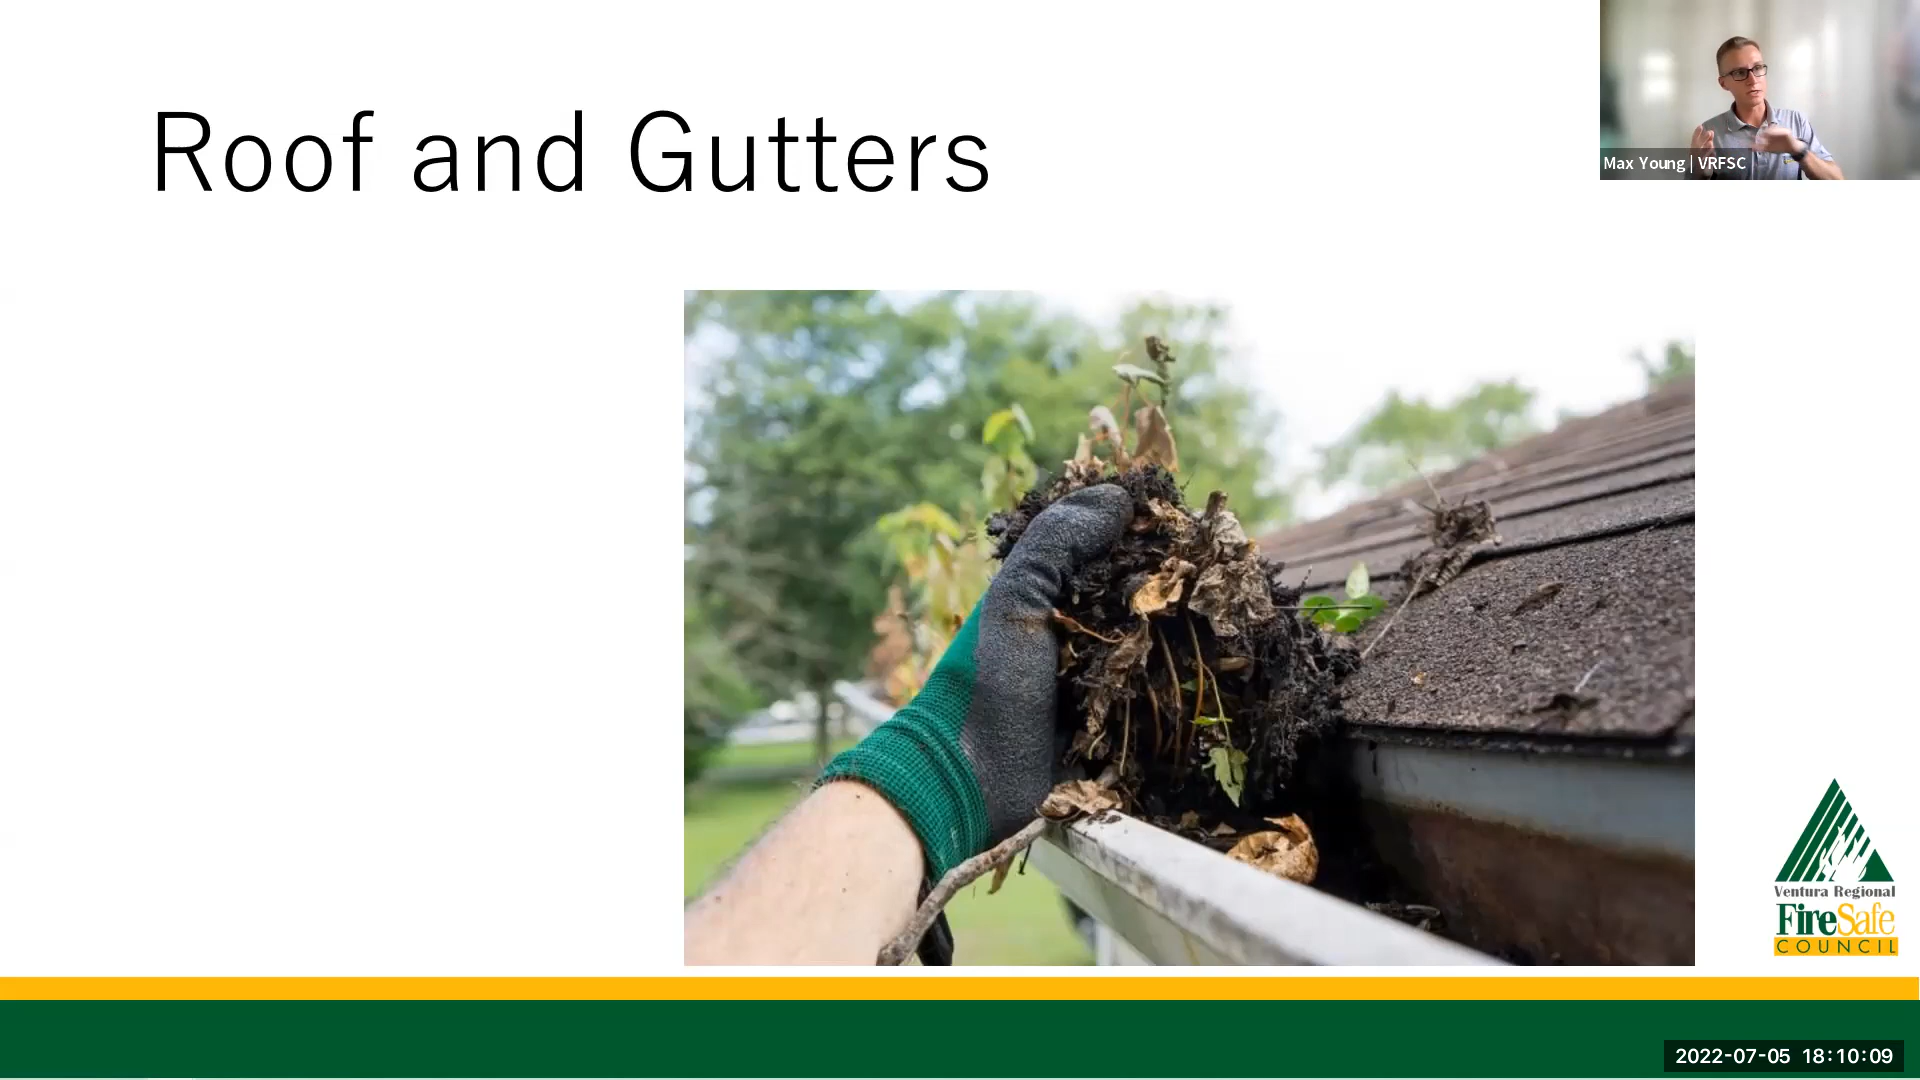 Roof and Gutters
Max Young | VRFSC
Ventura Regional
FireSafe
COUNCIL
2022-07-05 18:10:09